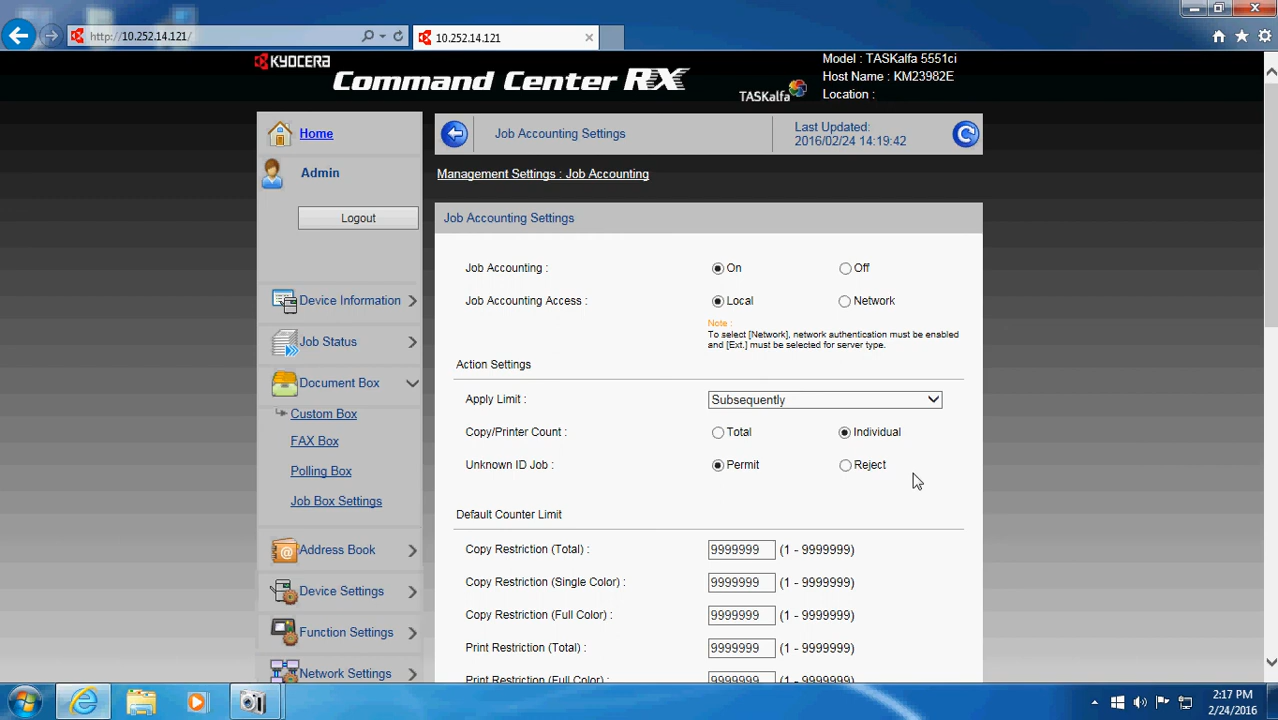 http://10.252.14.121/
10.252.14.121
KYOCERA
Command Center RX
TASKalfa
Model : TASKalfa 5551ci
Host Name : KM23982E
Location :
Home
Admin
Logout
Device Information
Job Status
Document Box
Custom Box
FAX Box
Polling Box
Job Box Settings
Address Book
Device Settings
Function Settings
Network Settings
Job Accounting Settings
Last Updated:
2016/02/24 14:19:42
Management Settings : Job Accounting
Job Accounting Settings
Job Accounting : On Off
Job Accounting Access : Local Network
Note :
To select [Network], network authentication must be enabled
and [Ext.] must be selected for server type.
Action Settings
Apply Limit : Subsequently
Copy/Printer Count : Total Individual
Unknown ID Job : Permit Reject
Default Counter Limit
Copy Restriction (Total) : 9999999 (1 - 9999999)
Copy Restriction (Single Color) : 9999999 (1 - 9999999)
Copy Restriction (Full Color) : 9999999 (1 - 9999999)
Print Restriction (Total) : 9999999 (1 - 9999999)
Print Restriction (Full Color) : 9999999 (1 - 9999999)
2:17 PM
2/24/2016